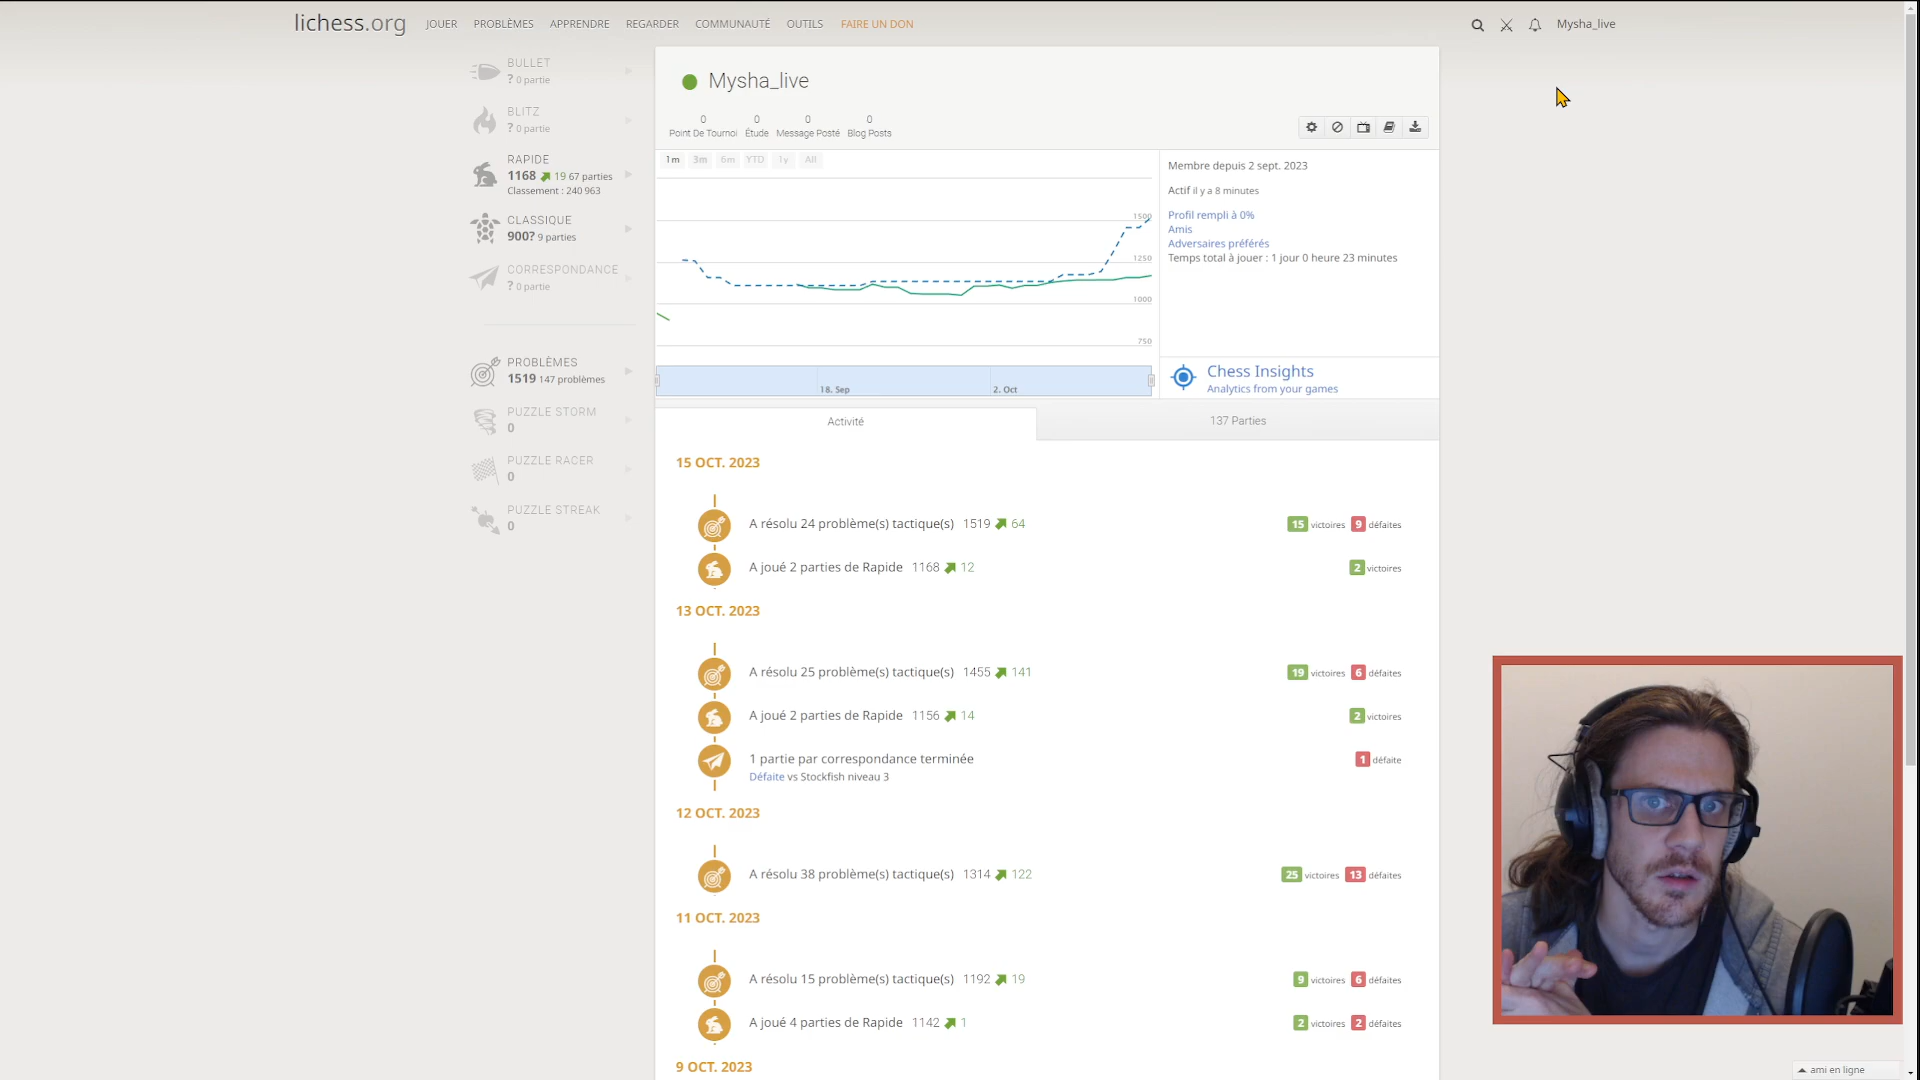 lichess.org JOUER PROBLÈMES APPRENDRE REGARDER COMMUNAUTÉ OUTILS FAIRE UN DON Mysha_live
BULLET
? 0 partie
BLITZ
? 0 partie
RAPIDE
1168 19 67 parties
Classement : 240 963
CLASSIQUE
900? 9 parties
CORRESPONDANCE
? 0 partie
PROBLÈMES
1519 147 problèmes
PUZZLE STORM
0
PUZZLE RACER
0
PUZZLE STREAK
0
Mysha_live
0 0 0 0
Point De Tournoi Étude Message Posté Blog Posts
1m 3m 6m YTD 1y All
1500
1250
1000
750
18. Sep 2. Oct
Membre depuis 2 sept. 2023
Actif il y a 8 minutes
Profil rempli à 0%
Amis
Adversaires préférés
Temps total à jouer : 1 jour 0 heure 23 minutes
Chess Insights
Analytics from your games
Activité 137 Parties
15 OCT. 2023
A résolu 24 problème(s) tactique(s) 1519 64 15 victoires 9 défaites
A joué 2 parties de Rapide 1168 12 2 victoires
13 OCT. 2023
A résolu 25 problème(s) tactique(s) 1455 141 19 victoires 6 défaites
A joué 2 parties de Rapide 1156 14 2 victoires
1 partie par correspondance terminée 1 défaite
Défaite vs Stockfish niveau 3
12 OCT. 2023
A résolu 38 problème(s) tactique(s) 1314 122 25 victoires 13 défaites
11 OCT. 2023
A résolu 15 problème(s) tactique(s) 1192 19 9 victoires 6 défaites
A joué 4 parties de Rapide 1142 1 2 victoires 2 défaites
9 OCT. 2023
ami en ligne